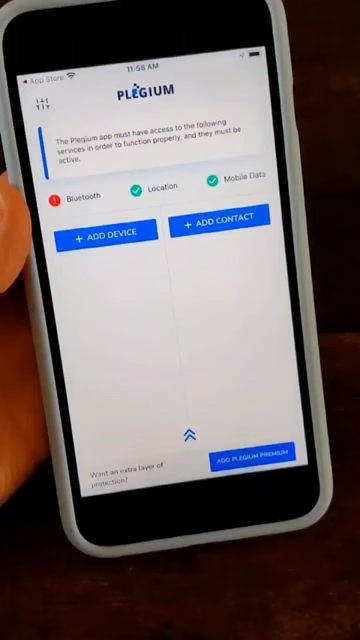 ◂ App Store
11:58 AM
PLEGIUM
The Plegium app must have access to the following
services in order to function properly, and they must be
active.
Bluetooth
Location
Mobile Data
+ ADD DEVICE
+ ADD CONTACT
Want an extra layer of
protection?
ADD PLEGIUM PREMIUM